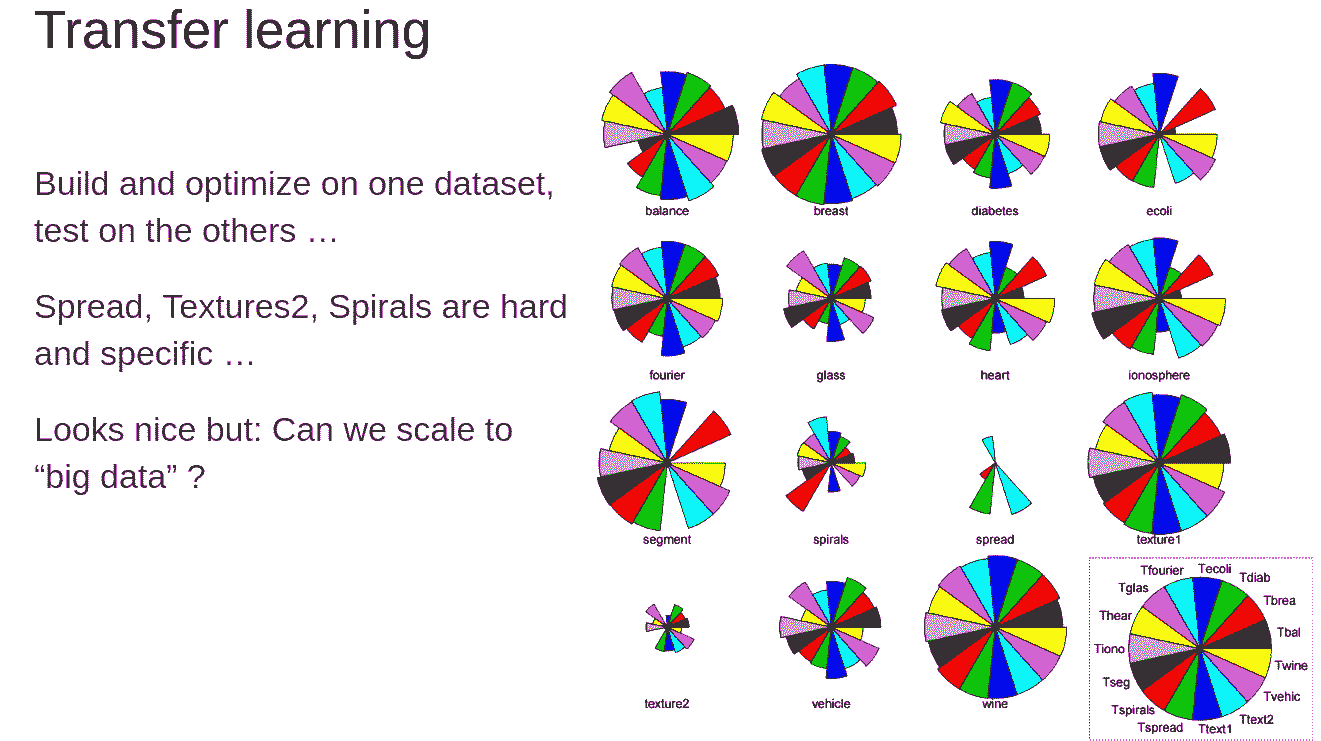 Transfer learning
Build and optimize on one dataset,
test on the others …
Spread, Textures2, Spirals are hard
and specific …
Looks nice but: Can we scale to
“big data” ?
balance
breast
diabetes
ecoli
fourier
glass
heart
ionosphere
segment
spirals
spread
texture1
texture2
vehicle
wine
Tfourier
Tecoli
Tdiab
Tglas
Tbrea
Thear
Tbal
Tiono
Twine
Tseg
Tvehic
Tspirals
Ttext2
Tspread
Ttext1